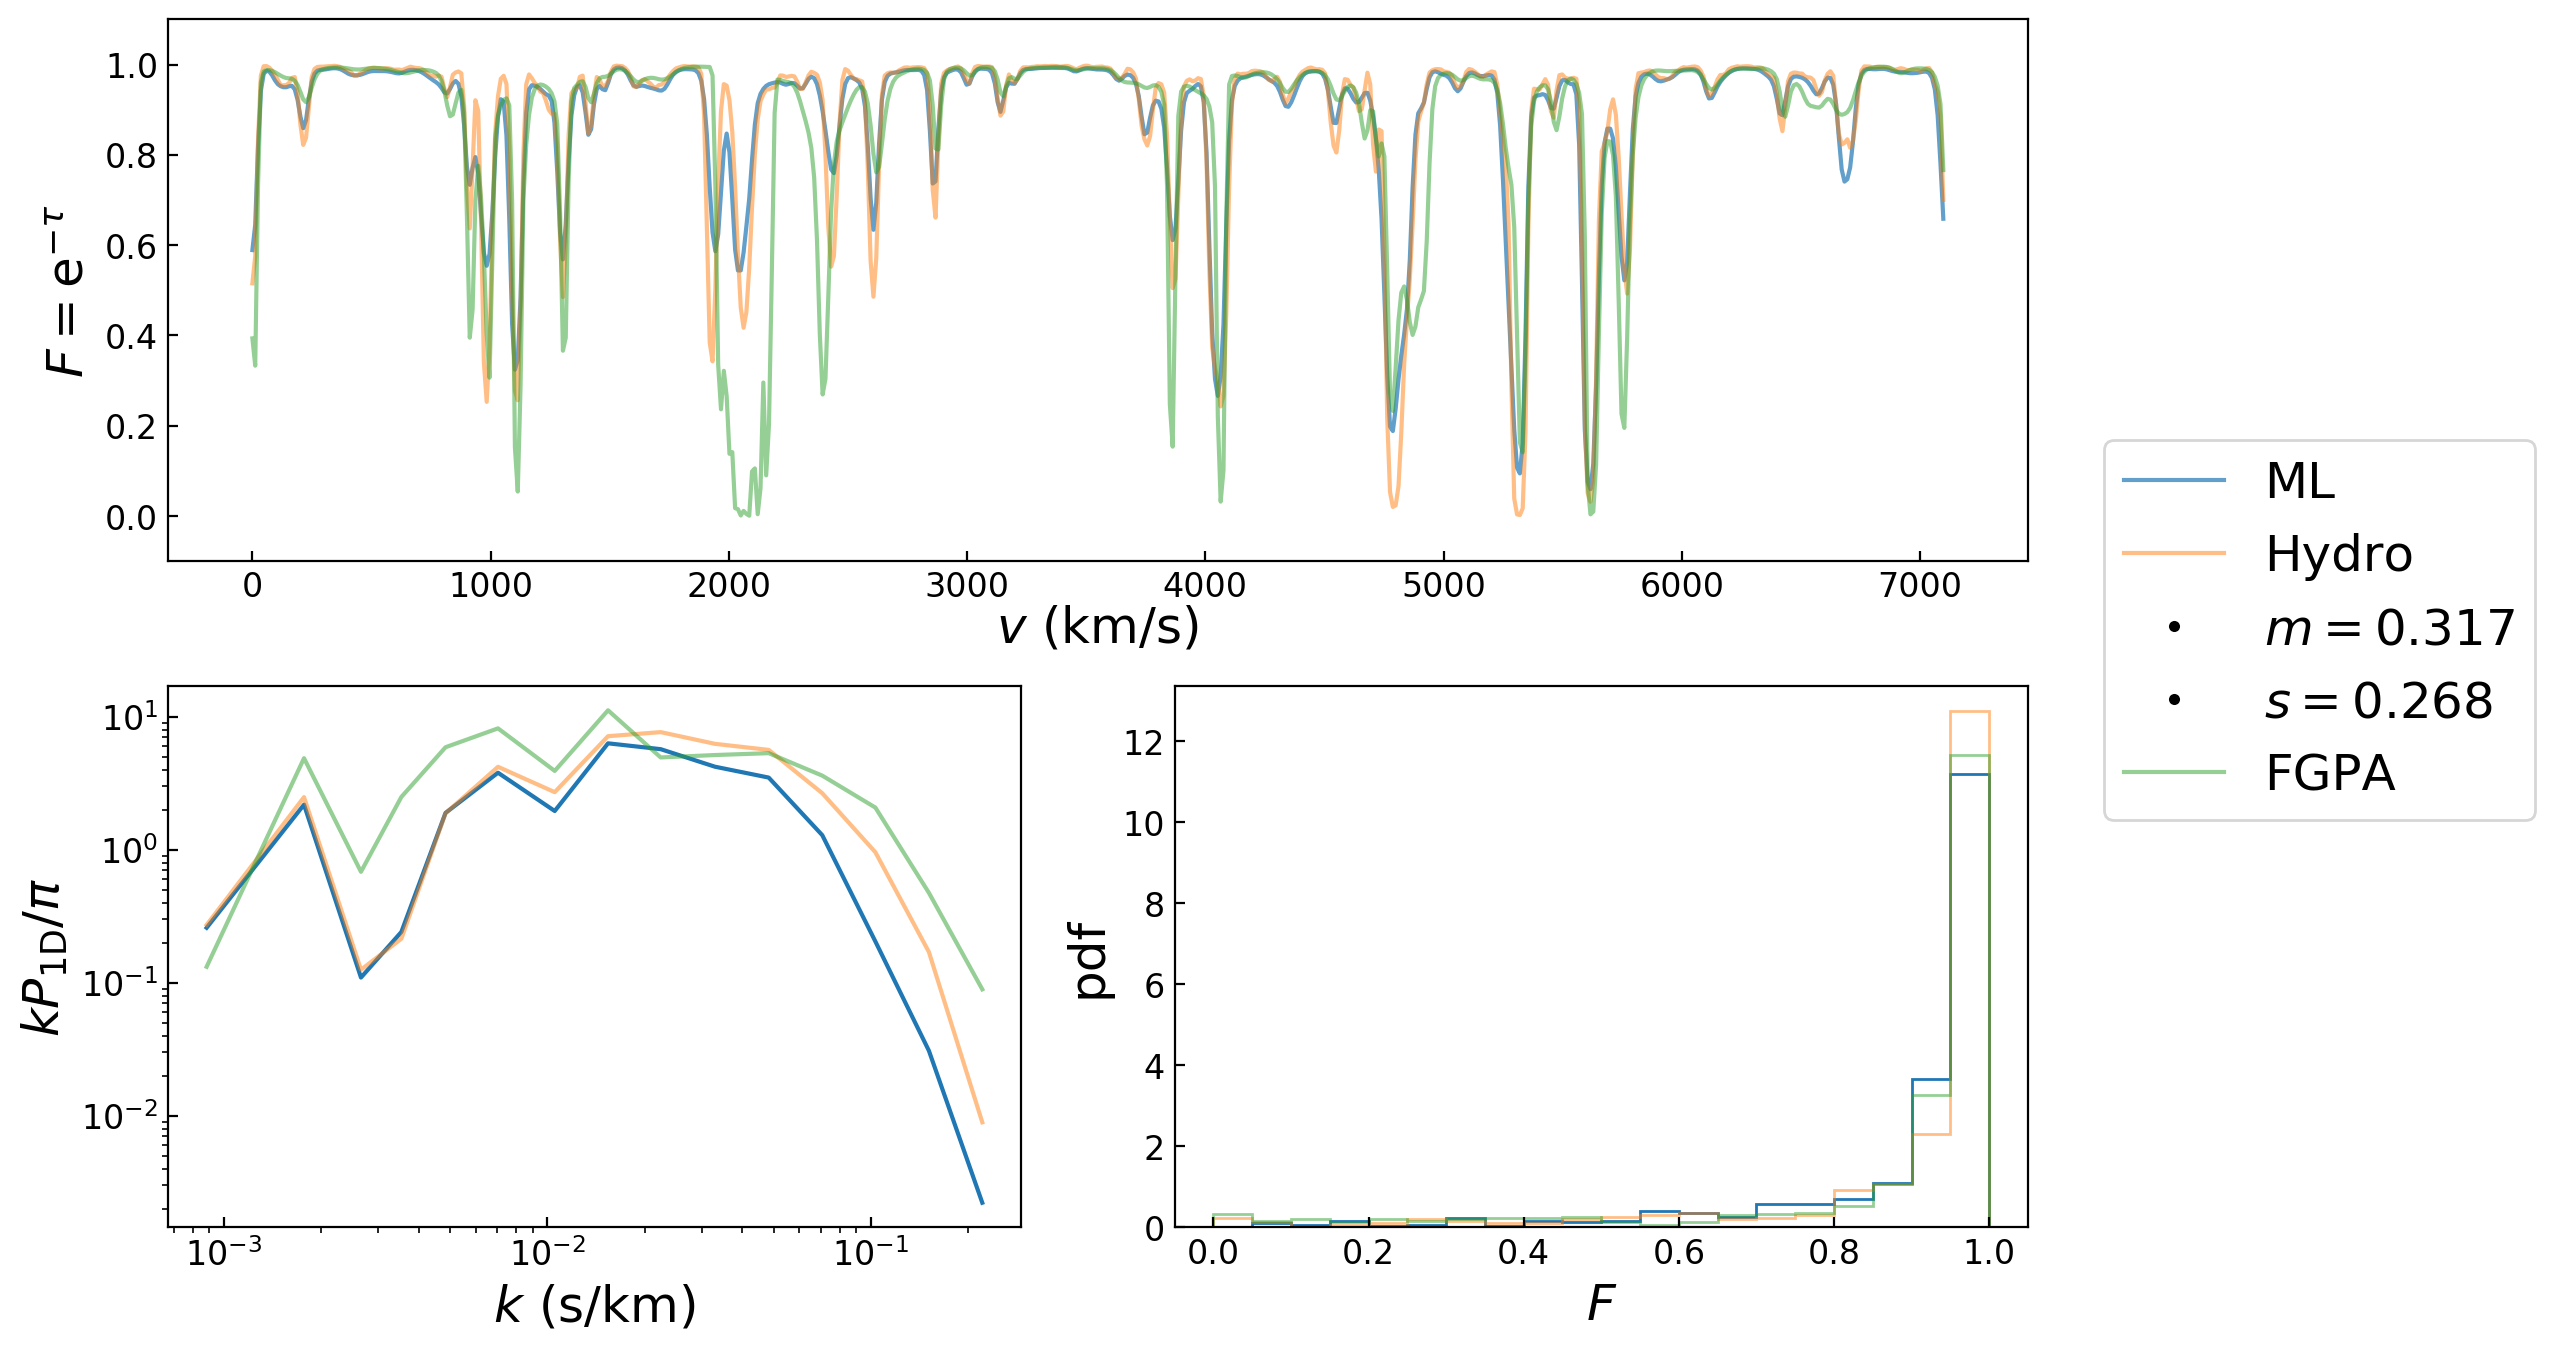 1.0
0.8
0.6
0.4
0.2
0.0
F = e^{−τ}
0 1000 2000 3000 4000 5000 6000 7000
v (km/s)
ML
Hydro
m = 0.317
s = 0.268
FGPA
10^1
10^0
10^{−1}
10^{−2}
kP_{1D}/π
10^{−3} 10^{−2} 10^{−1}
k (s/km)
12
10
8
6
4
2
0
pdf
0.0 0.2 0.4 0.6 0.8 1.0
F